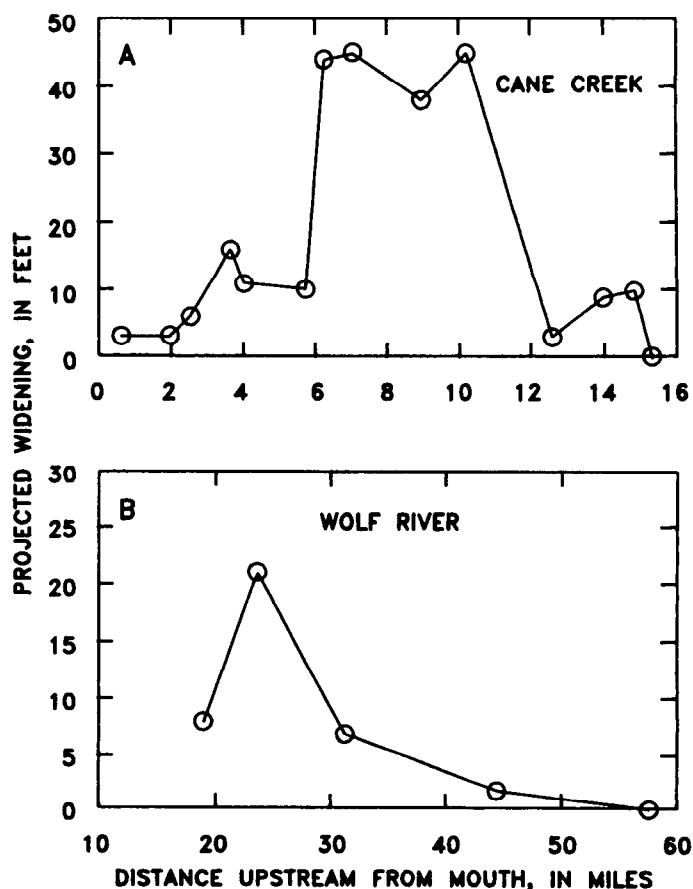 PROJECTED WIDENING, IN FEET
A
CANE CREEK
50
40
30
20
10
0
0 2 4 6 8 10 12 14 16
B
WOLF RIVER
30
25
20
15
10
5
0
10 20 30 40 50 60
DISTANCE UPSTREAM FROM MOUTH, IN MILES